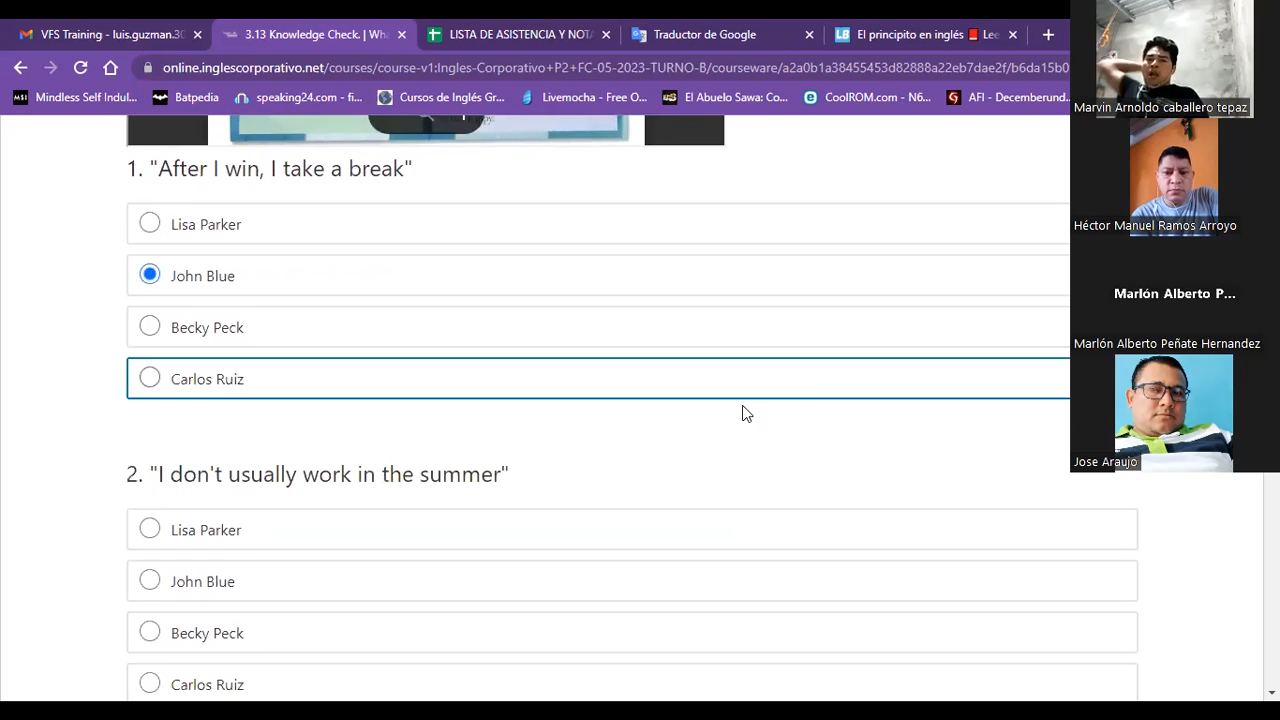 VFS Training - luis.guzman.30
3.13 Knowledge Check. | Wha
LISTA DE ASISTENCIA Y NOTA
Traductor de Google
El principito en inglés
Lee
online.inglescorporativo.net/courses/course-v1:Ingles-Corporativo+P2+FC-05-2023-TURNO-B/courseware/a2a0b1a38455453d82888a22eb7dae2f/b6da15b0
Mindless Self Indul...
Batpedia
speaking24.com - fi...
Cursos de Inglés Gr...
Livemocha - Free O...
El Abuelo Sawa: Co...
CoolROM.com - N6...
AFI - Decemberund...
1. "After I win, I take a break"
Lisa Parker
John Blue
Becky Peck
Carlos Ruiz
2. "I don't usually work in the summer"
Lisa Parker
John Blue
Becky Peck
Carlos Ruiz
Marvin Arnoldo caballero tepaz
Héctor Manuel Ramos Arroyo
Marlón Alberto P...
Marlón Alberto Peñate Hernandez
Jose Araujo